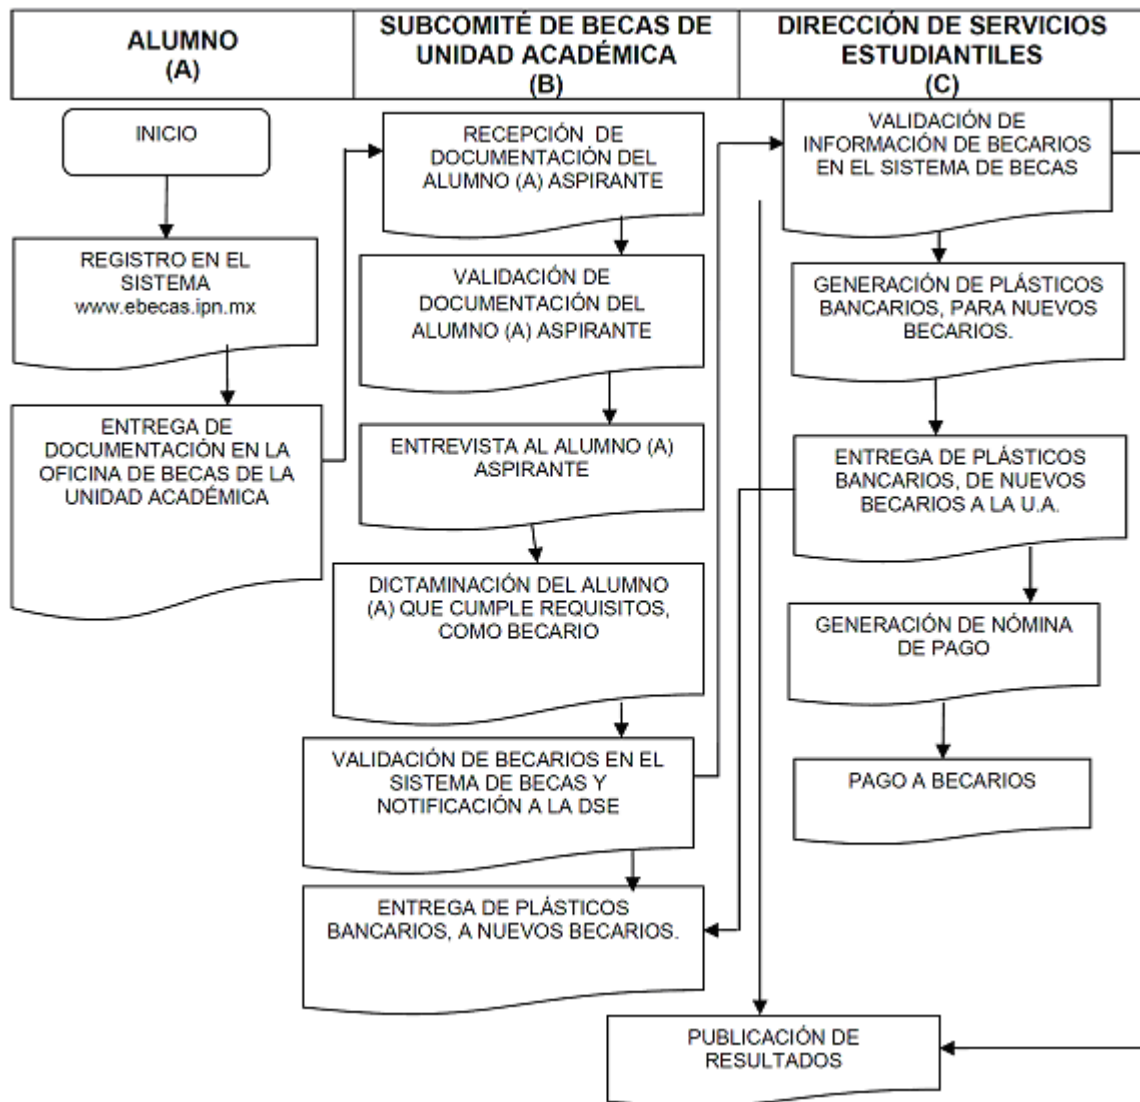 ALUMNO
(A)
SUBCOMITÉ DE BECAS DE
UNIDAD ACADÉMICA
(B)
DIRECCIÓN DE SERVICIOS
ESTUDIANTILES
(C)
INICIO
REGISTRO EN EL
SISTEMA
www.ebecas.ipn.mx
ENTREGA DE
DOCUMENTACIÓN EN LA
OFICINA DE BECAS DE LA
UNIDAD ACADÉMICA
RECEPCIÓN DE
DOCUMENTACIÓN DEL
ALUMNO (A) ASPIRANTE
VALIDACIÓN DE
DOCUMENTACIÓN DEL
ALUMNO (A) ASPIRANTE
ENTREVISTA AL ALUMNO (A)
ASPIRANTE
DICTAMINACIÓN DEL ALUMNO
(A) QUE CUMPLE REQUISITOS,
COMO BECARIO
VALIDACIÓN DE BECARIOS EN EL
SISTEMA DE BECAS Y
NOTIFICACIÓN A LA DSE
ENTREGA DE PLÁSTICOS
BANCARIOS, A NUEVOS BECARIOS.
VALIDACIÓN DE
INFORMACIÓN DE BECARIOS
EN EL SISTEMA DE BECAS
GENERACIÓN DE PLÁSTICOS
BANCARIOS, PARA NUEVOS
BECARIOS.
ENTREGA DE PLÁSTICOS
BANCARIOS, DE NUEVOS
BECARIOS A LA U.A.
GENERACIÓN DE NÓMINA
DE PAGO
PAGO A BECARIOS
PUBLICACIÓN DE
RESULTADOS